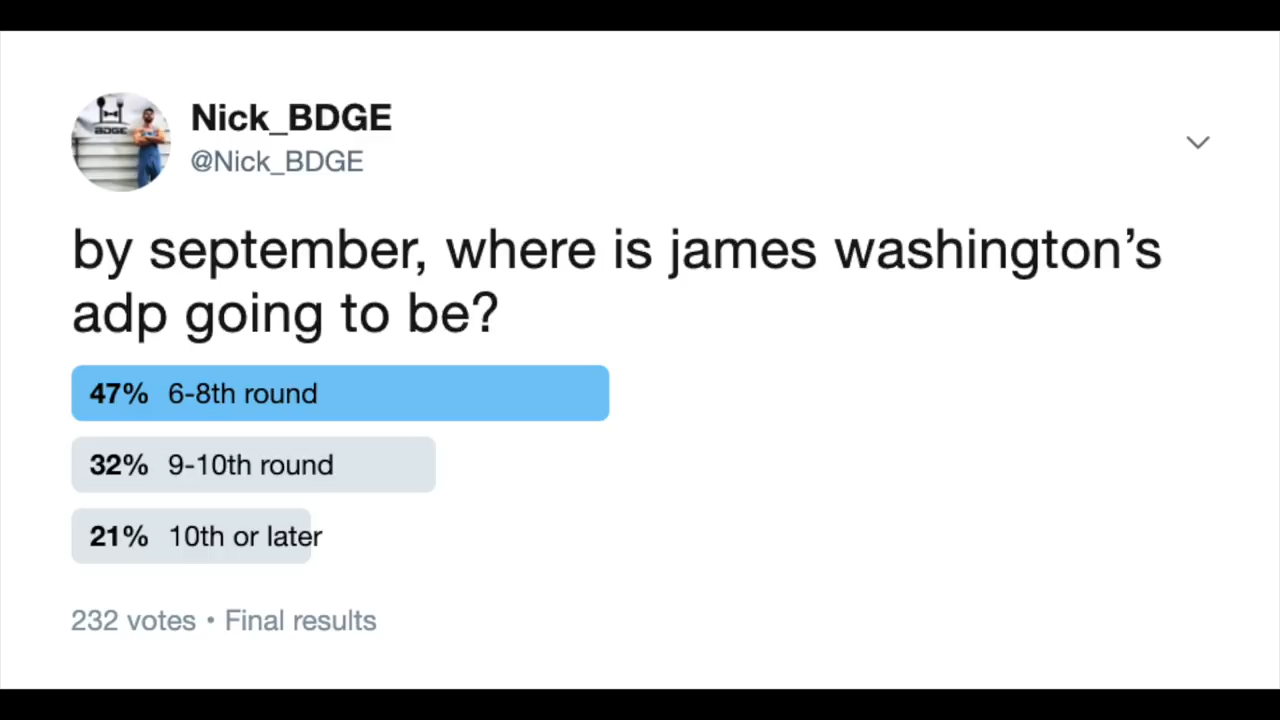 BDGE
Nick_BDGE
@Nick_BDGE
by september, where is james washington’s
adp going to be?
47% 6-8th round
32% 9-10th round
21% 10th or later
232 votes • Final results